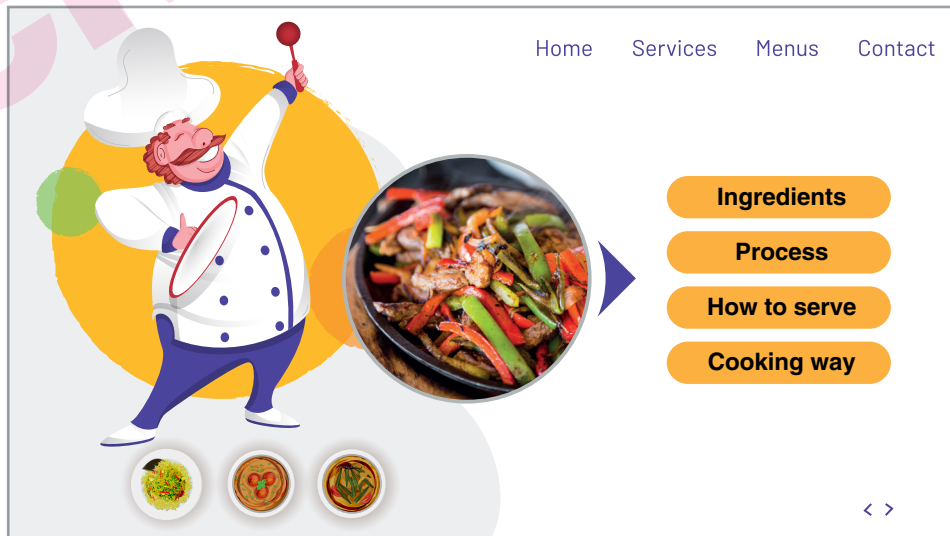 Home Services Menus Contact
Ingredients
Process
How to serve
Cooking way